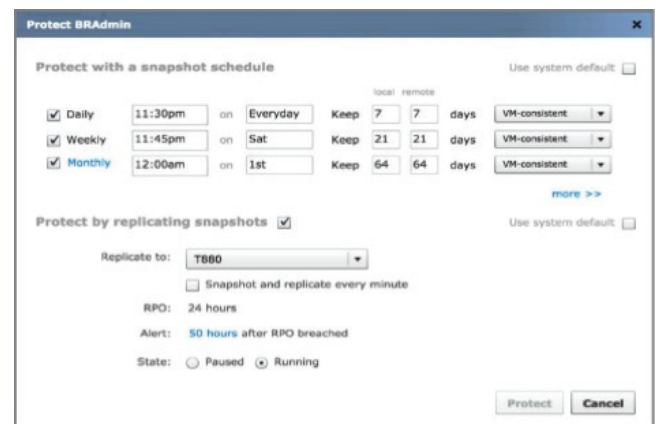 Protect BRAdmin x
Protect with a snapshot schedule Use system default
local remote
Daily 11:30pm on Everyday Keep 7 7 days VM-consistent
Weekly 11:45pm on Sat Keep 21 21 days VM-consistent
Monthly 12:00am on 1st Keep 64 64 days VM-consistent
more >>
Protect by replicating snapshots Use system default
Replicate to: T880
Snapshot and replicate every minute
RPO: 24 hours
Alert: 50 hours after RPO breached
State: Paused Running
Protect Cancel